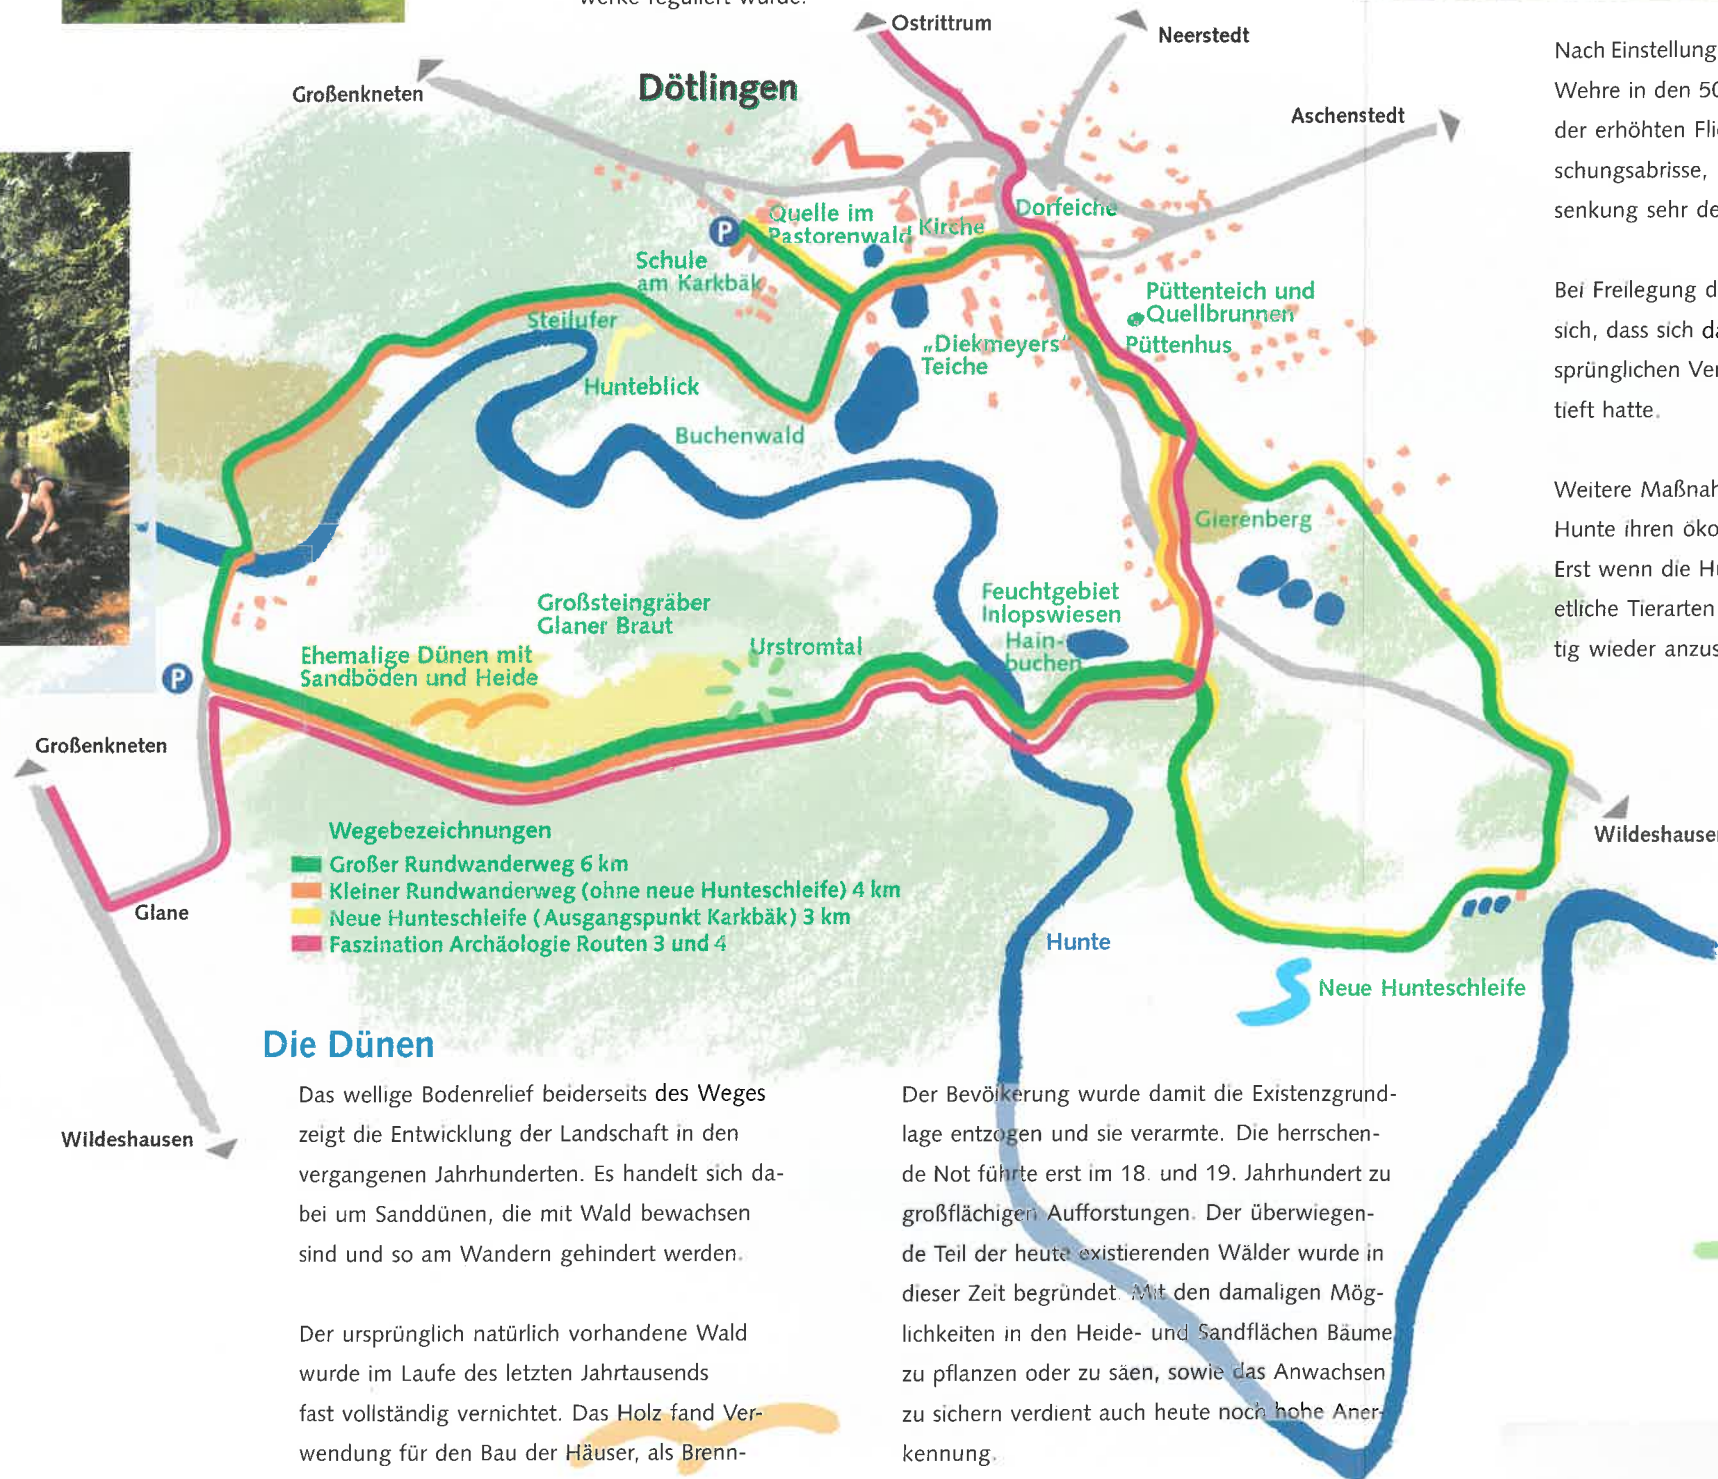 werke reguliert wurde.
Ostrittrum
Neerstedt
Großenkneten
Dötlingen
Aschenstedt
Quelle im
Pastorenwald
Kirche
Dorfeiche
P
Schule
am Karkbäk
Steilufer
Püttenteich und
Quellbrunnen
Püttenhus
„Diekmeyers“
Teiche
Hunteblick
Buchenwald
Gierenberg
Großsteingräber
Glaner Braut
Feuchtgebiet
Inlopswiesen
Hain-
buchen
Urstromtal
Ehemalige Dünen mit
Sandböden und Heide
P
Großenkneten
Glane
Wildeshausen
Wegebezeichnungen
Großer Rundwanderweg 6 km
Kleiner Rundwanderweg (ohne neue Hunteschleife) 4 km
Neue Hunteschleife (Ausgangspunkt Karkbäk) 3 km
Faszination Archäologie Routen 3 und 4
Hunte
Neue Hunteschleife
Nach Einstellung
Wehre in den 50
der erhöhten Fli
schungsabrisse,
senkung sehr de
Bei Freilegung d
sich, dass sich da
sprünglichen Ver
tieft hatte.
Weitere Maßnah
Hunte ihren öko
Erst wenn die Hu
etliche Tierarten
tig wieder anzus
Wildeshausen
Die Dünen
Das wellige Bodenrelief beiderseits des Weges
zeigt die Entwicklung der Landschaft in den
vergangenen Jahrhunderten. Es handelt sich da-
bei um Sanddünen, die mit Wald bewachsen
sind und so am Wandern gehindert werden.
Der ursprünglich natürlich vorhandene Wald
wurde im Laufe des letzten Jahrtausends
fast vollständig vernichtet. Das Holz fand Ver-
wendung für den Bau der Häuser, als Brenn-
Der Bevölkerung wurde damit die Existenzgrund-
lage entzogen und sie verarmte. Die herrschen-
de Not führte erst im 18. und 19. Jahrhundert zu
großflächigen Aufforstungen. Der überwiegen-
de Teil der heute existierenden Wälder wurde in
dieser Zeit begründet. Mit den damaligen Mög-
lichkeiten in den Heide- und Sandflächen Bäume
zu pflanzen oder zu säen, sowie das Anwachsen
zu sichern verdient auch heute noch hohe Aner-
kennung.